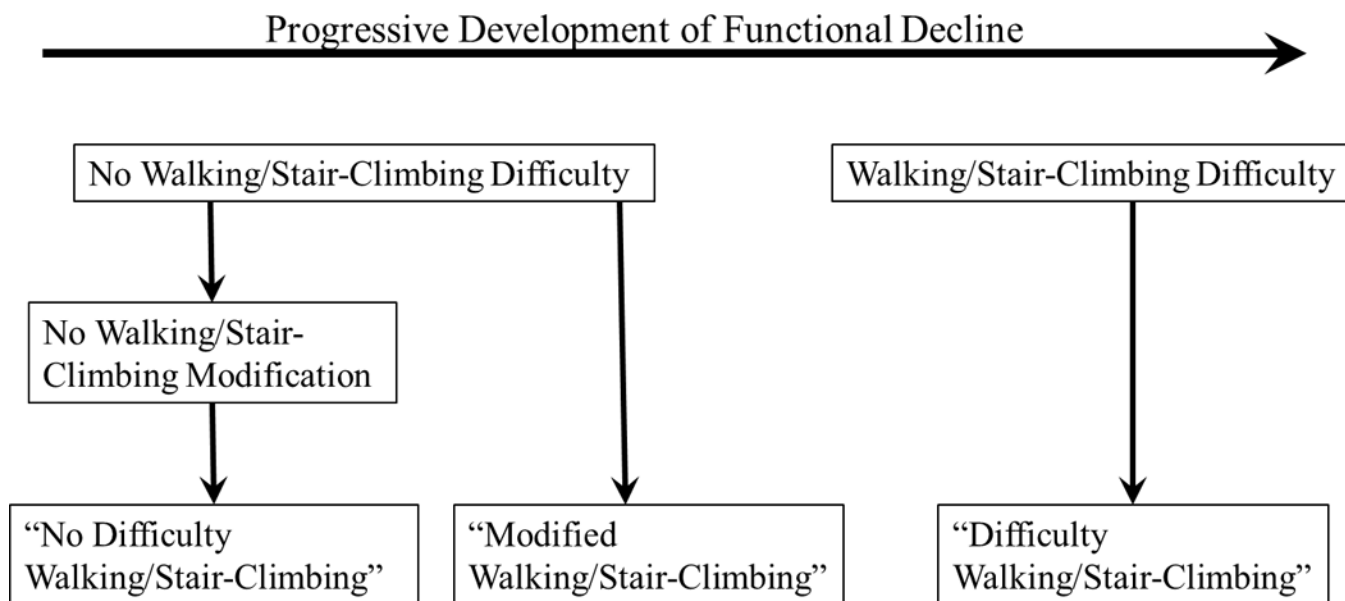 Progressive Development of Functional Decline
No Walking/Stair-Climbing Difficulty
Walking/Stair-Climbing Difficulty
No Walking/Stair-
Climbing Modification
“No Difficulty
Walking/Stair-Climbing”
“Modified
Walking/Stair-Climbing”
“Difficulty
Walking/Stair-Climbing”